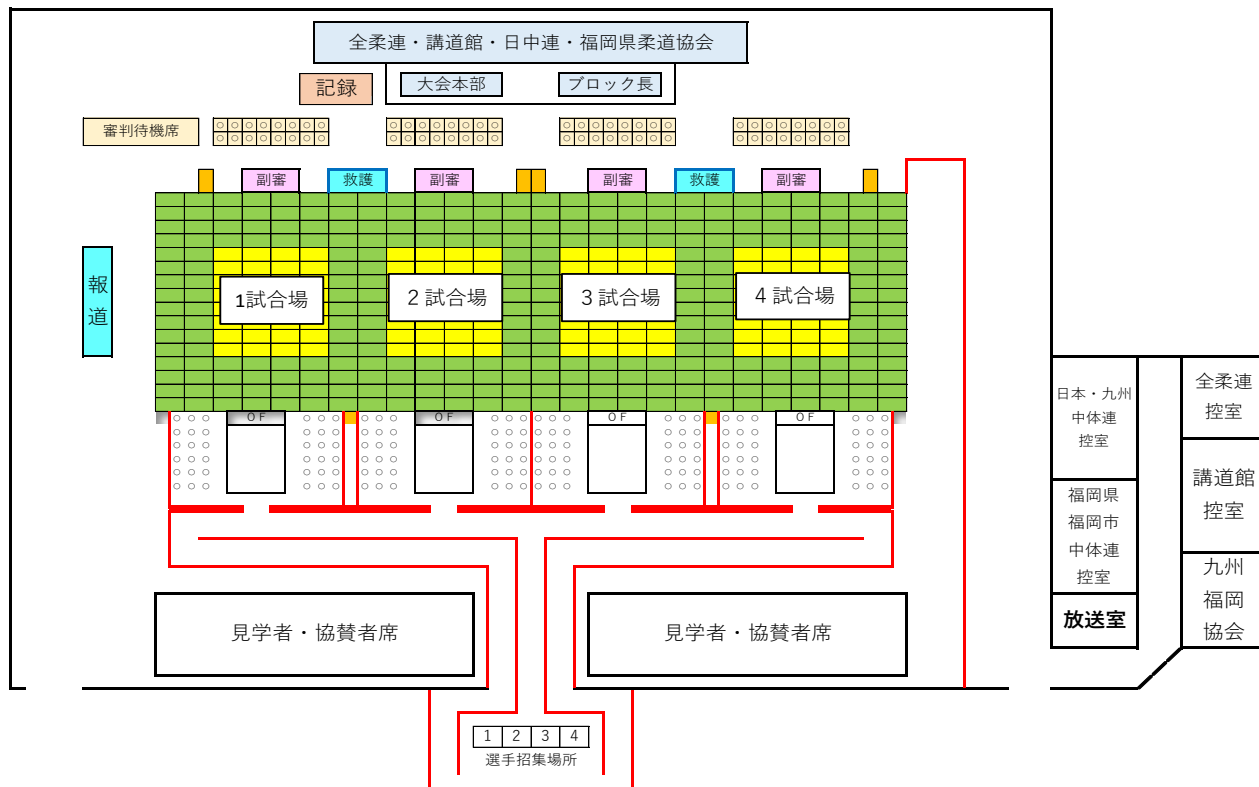 全柔連・講道館・日中連・福岡県柔道協会
記録
大会本部
ブロック長
審判待機席
副審
救護
副審
副審
救護
副審
報道
1試合場
2試合場
3試合場
4試合場
OF
OF
OF
OF
日本・九州
中体連
控室
全柔連
控室
講道館
控室
福岡県
福岡市
中体連
控室
九州
福岡
協会
放送室
見学者・協賛者席
見学者・協賛者席
1 2 3 4
選手招集場所